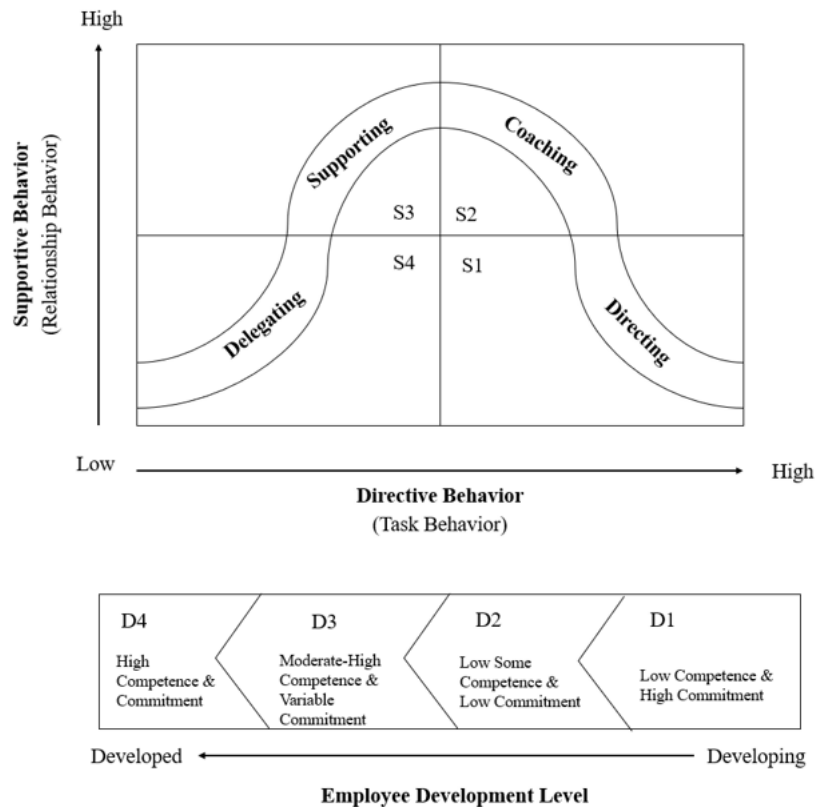 High
Supportive Behavior
(Relationship Behavior)
Supporting
Coaching
S3
S2
S4
S1
Delegating
Directing
Low
High
Directive Behavior
(Task Behavior)
D4
High
Competence &
Commitment
D3
Moderate-High
Competence &
Variable
Commitment
D2
Low Some
Competence &
Low Commitment
D1
Low Competence &
High Commitment
Developed
Developing
Employee Development Level